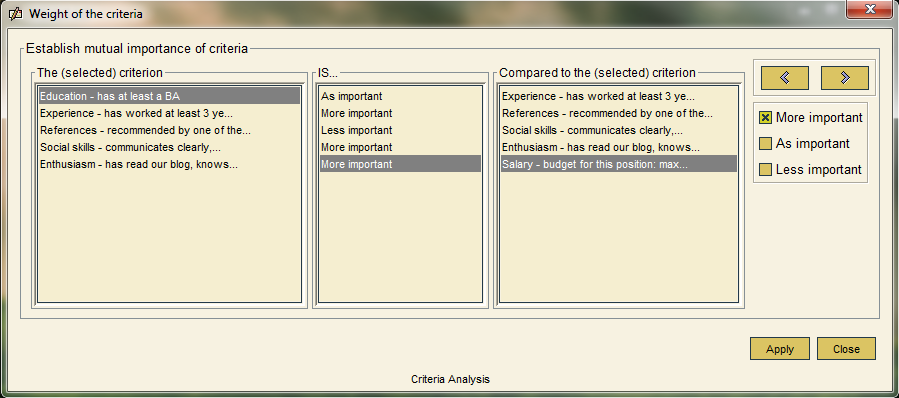 Weight of the criteria
Establish mutual importance of criteria
The (selected) criterion
Education - has at least a BA
Experience - has worked at least 3 ye...
References - recommended by one of the...
Social skills - communicates clearly,...
Enthusiasm - has read our blog, knows...
IS...
As important
More important
Less important
More important
More important
Compared to the (selected) criterion
Experience - has worked at least 3 ye...
References - recommended by one of the...
Social skills - communicates clearly,...
Enthusiasm - has read our blog, knows...
Salary - budget for this position: max...
More important
As important
Less important
Apply
Close
Criteria Analysis